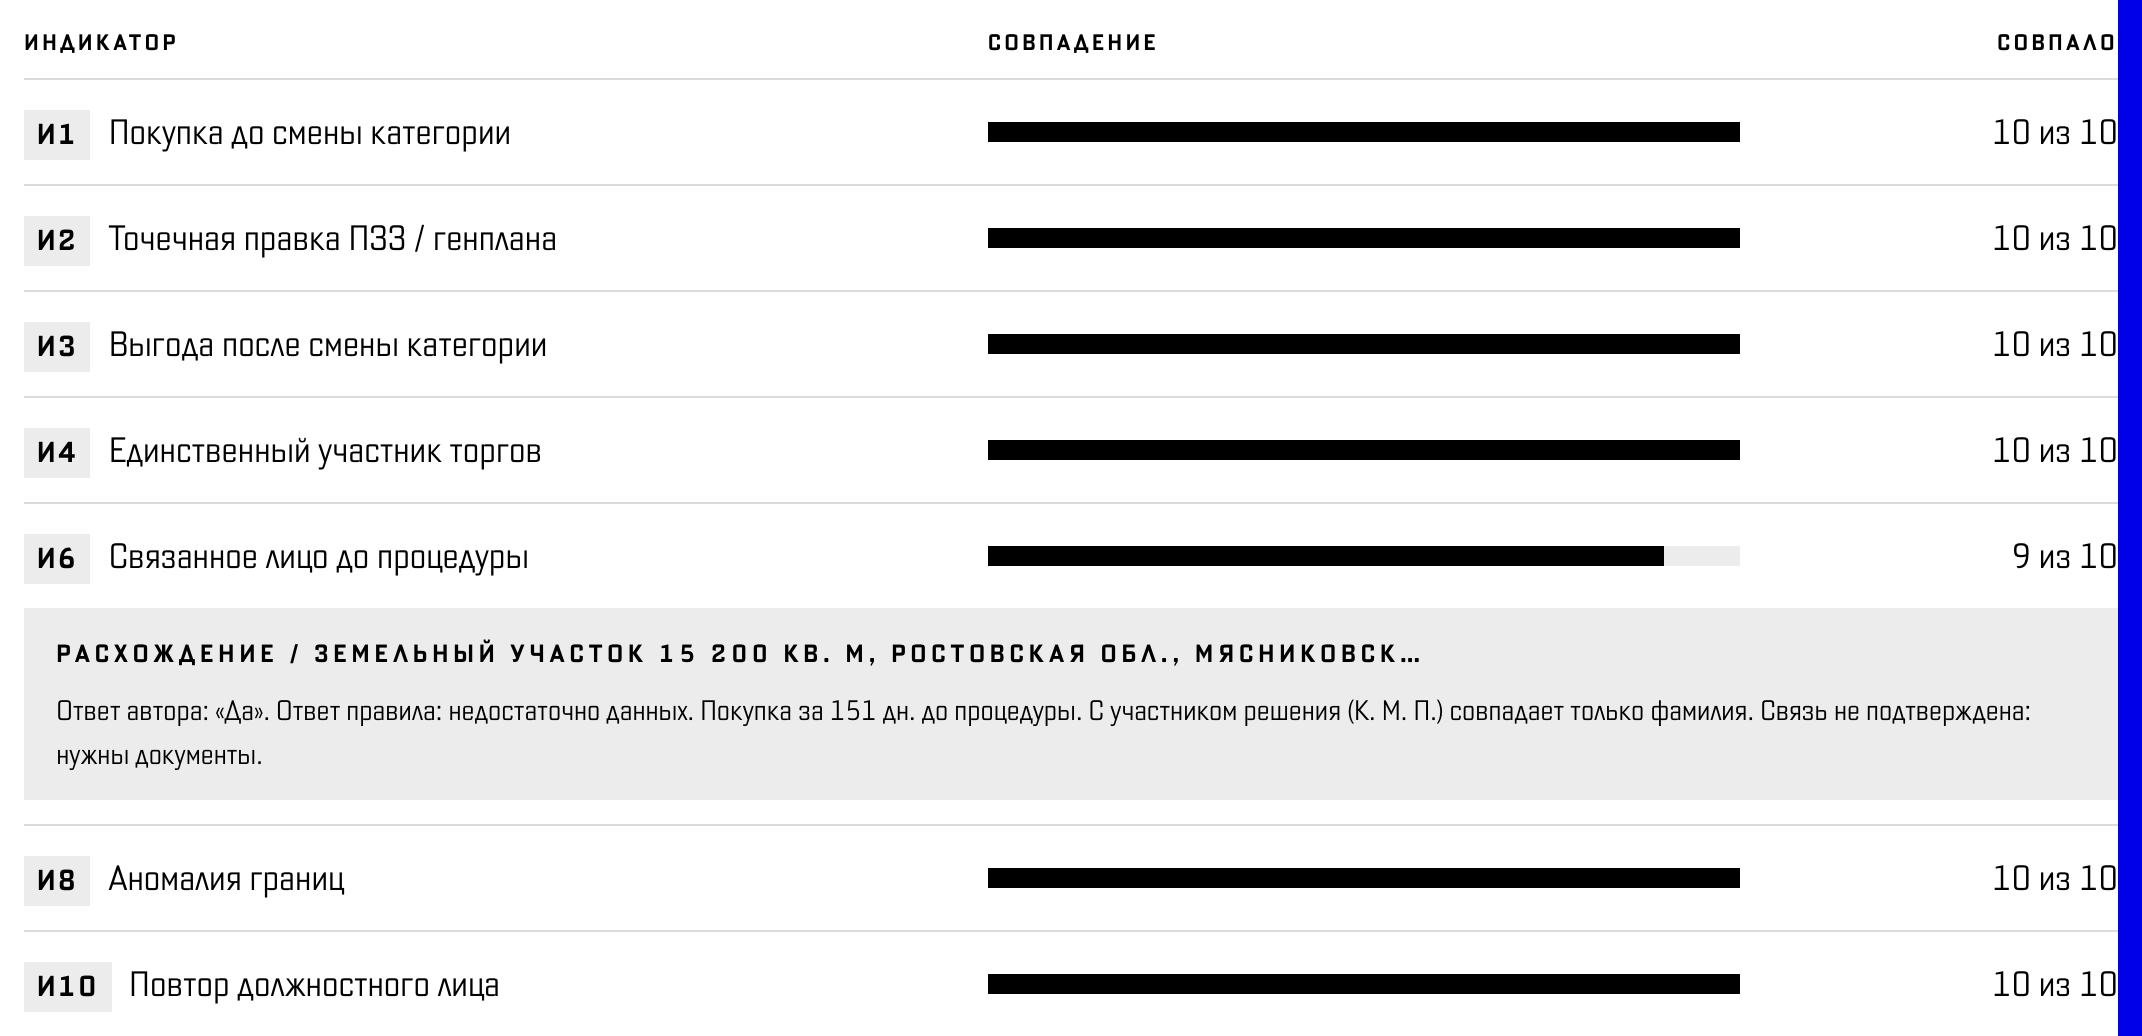 ИНДИКАТОР СОВПАДЕНИЕ СОВПАЛО
И1 Покупка до смены категории 10 из 10
И2 Точечная правка ПЗЗ / генплана 10 из 10
И3 Выгода после смены категории 10 из 10
И4 Единственный участник торгов 10 из 10
И6 Связанное лицо до процедуры 9 из 10
РАСХОЖДЕНИЕ / ЗЕМЕЛЬНЫЙ УЧАСТОК 15 200 КВ. М, РОСТОВСКАЯ ОБЛ., МЯСНИКОВСК…
Ответ автора: «Да». Ответ правила: недостаточно данных. Покупка за 151 дн. до процедуры. С участником решения (К. М. П.) совпадает только фамилия. Связь не подтверждена:
нужны документы.
И8 Аномалия границ 10 из 10
И10 Повтор должностного лица 10 из 10